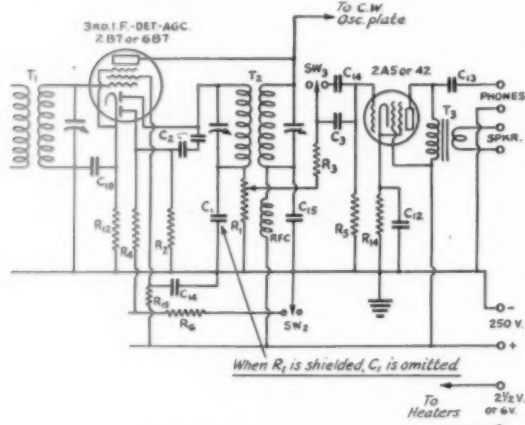 To C.W.
Osc. plate
3RD. I.F.-DET-AGC.
2B7 or 6B7
T1
T2
SW3
C14
2A5 or 42
C13
PHONES
T3
SPKR.
C2
C3
R3
C10
C1
R1
C15
R12
R4
R2
RFC
R5
R14
C12
C14
R15
R6
SW2
-
250 V.
+
When R1 is shielded, C1 is omitted
To
Heaters
2½ V.
or 6V.